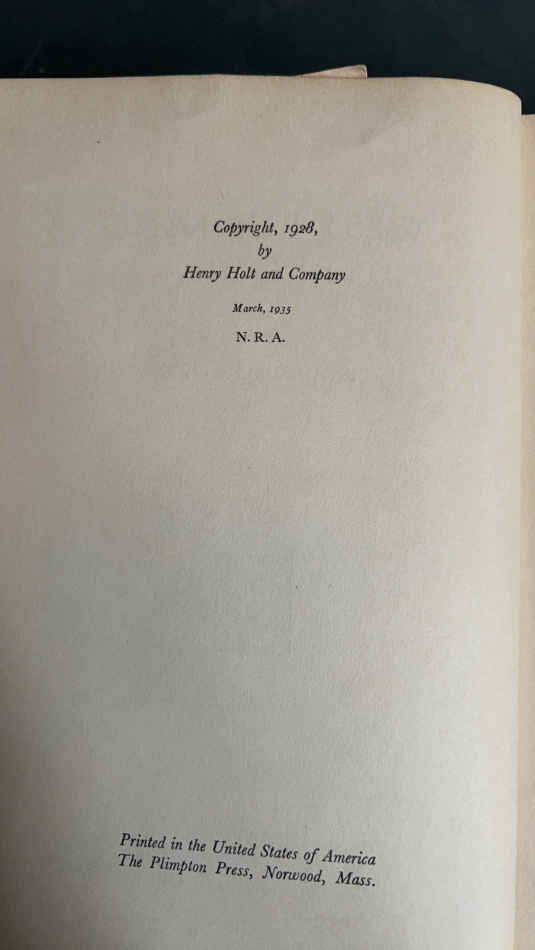 Copyright, 1928,
by
Henry Holt and Company
March, 1935
N. R. A.
Printed in the United States of America
The Plimpton Press, Norwood, Mass.